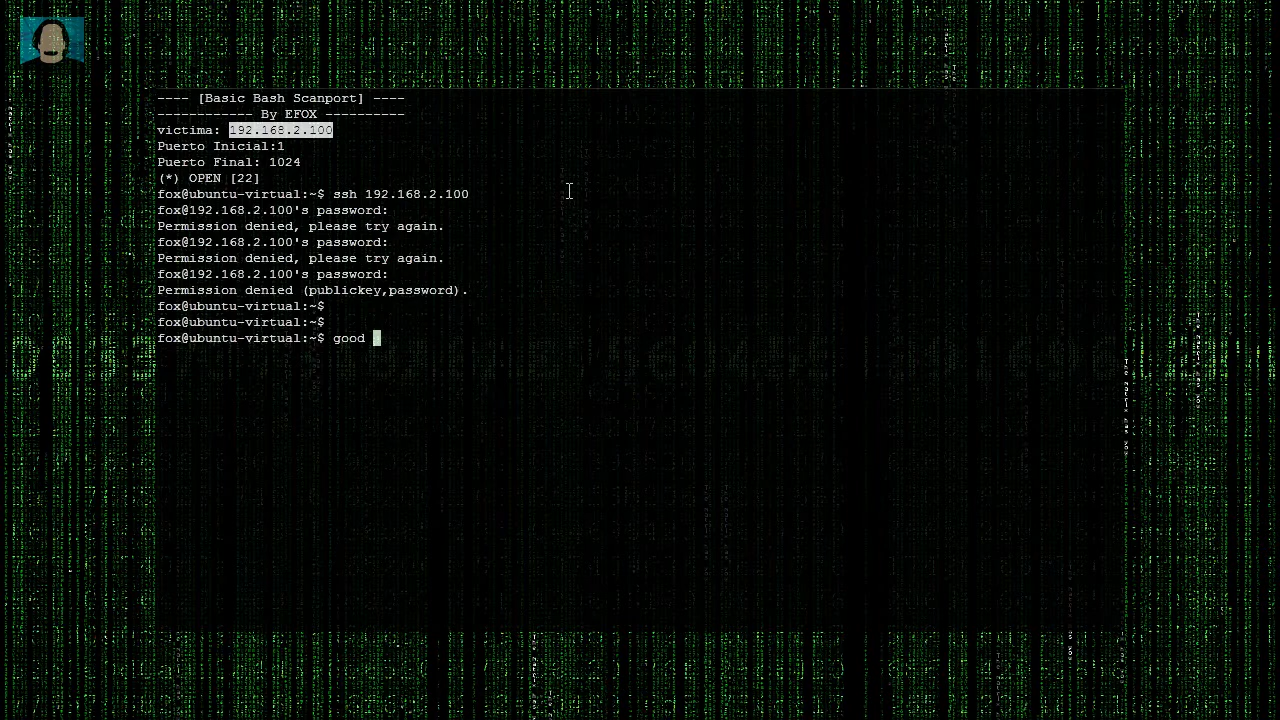 ---- [Basic Bash Scanport] ----
------------ By EFOX ----------
victima: 192.168.2.100
Puerto Inicial:1
Puerto Final: 1024
(*) OPEN [22]
fox@ubuntu-virtual:~$ ssh 192.168.2.100
fox@192.168.2.100's password:
Permission denied, please try again.
fox@192.168.2.100's password:
Permission denied, please try again.
fox@192.168.2.100's password:
Permission denied (publickey,password).
fox@ubuntu-virtual:~$
fox@ubuntu-virtual:~$
fox@ubuntu-virtual:~$ good